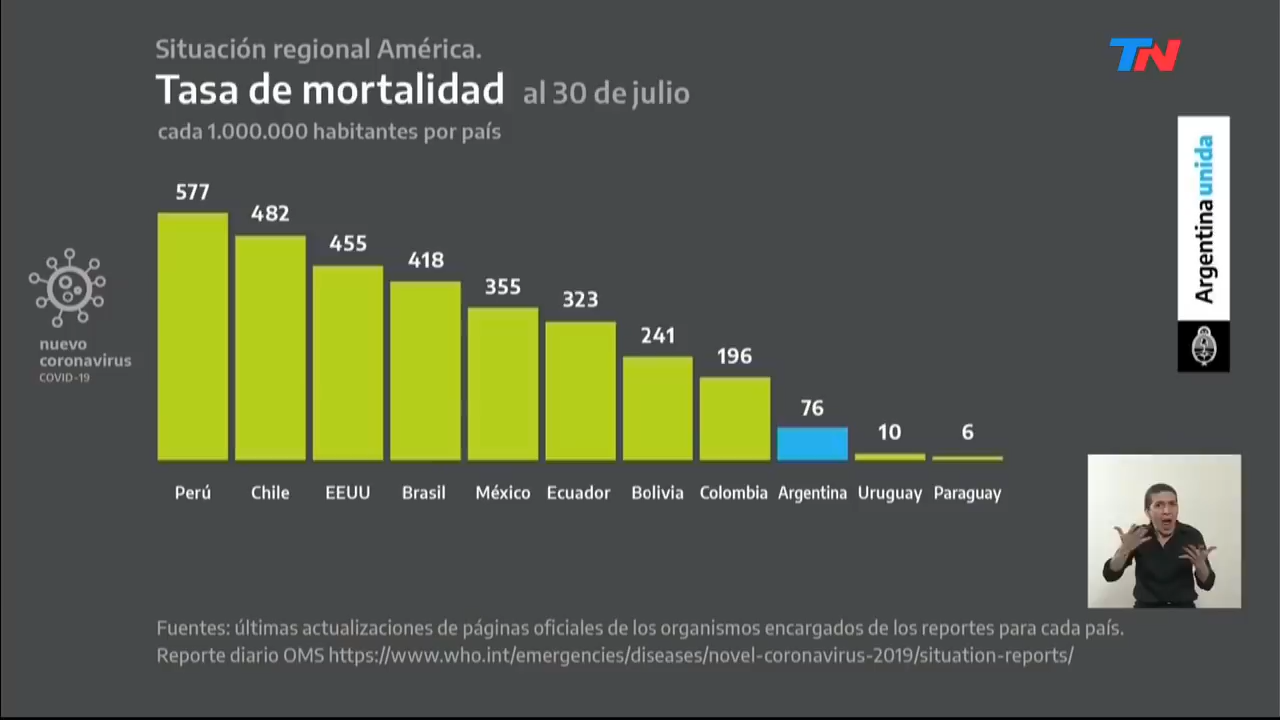 Situación regional América.
TN
Tasa de mortalidad al 30 de julio
cada 1.000.000 habitantes por país
Argentina unida
577
482
455
418
355
323
241
196
76
10
6
nuevo
coronavirus
COVID-19
Perú Chile EEUU Brasil México Ecuador Bolivia Colombia Argentina Uruguay Paraguay
Fuentes: últimas actualizaciones de páginas oficiales de los organismos encargados de los reportes para cada país.
Reporte diario OMS https://www.who.int/emergencies/diseases/novel-coronavirus-2019/situation-reports/